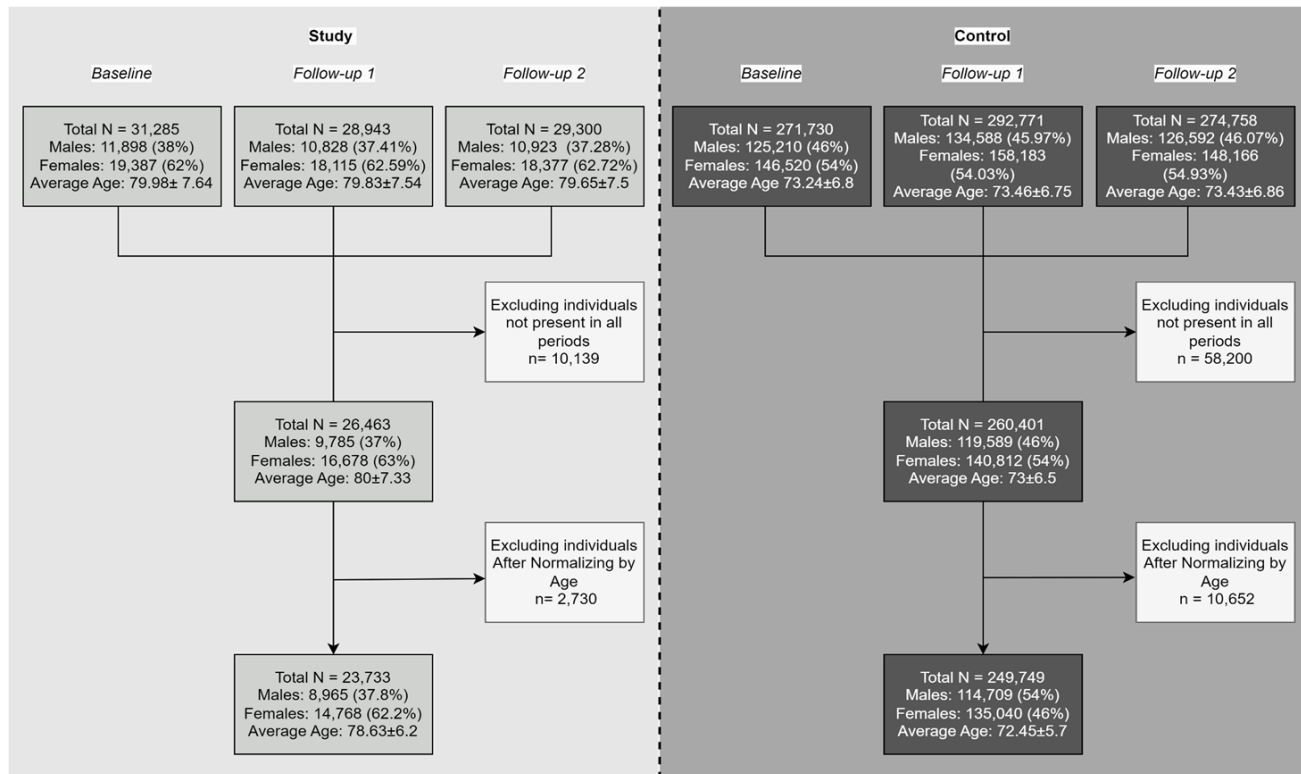 Study
Baseline
Follow-up 1
Follow-up 2
Total N = 31,285
Males: 11,898 (38%)
Females: 19,387 (62%)
Average Age: 79.98± 7.64
Total N = 28,943
Males: 10,828 (37.41%)
Females: 18,115 (62.59%)
Average Age: 79.83±7.54
Total N = 29,300
Males: 10,923  (37.28%)
Females: 18,377 (62.72%)
Average Age: 79.65±7.5
Excluding individuals
not present in all
periods
n= 10,139
Total N = 26,463
Males: 9,785 (37%)
Females: 16,678 (63%)
Average Age: 80±7.33
Excluding individuals
After Normalizing by
Age
n= 2,730
Total N = 23,733
Males: 8,965 (37.8%)
Females: 14,768 (62.2%)
Average Age: 78.63±6.2
Control
Baseline
Follow-up 1
Follow-up 2
Total N = 271,730
Males: 125,210 (46%)
Females: 146,520 (54%)
Average Age 73.24±6.8
Total N = 292,771
Males: 134,588 (45.97%)
Females: 158,183
(54.03%)
Average Age: 73.46±6.75
Total N = 274,758
Males: 126,592 (46.07%)
Females: 148,166
(54.93%)
Average Age: 73.43±6.86
Excluding individuals
not present in all
periods
n = 58,200
Total N = 260,401
Males: 119,589 (46%)
Females: 140,812 (54%)
Average Age: 73±6.5
Excluding individuals
After Normalizing by
Age
n = 10,652
Total N = 249,749
Males: 114,709 (54%)
Females: 135,040 (46%)
Average Age: 72.45±5.7